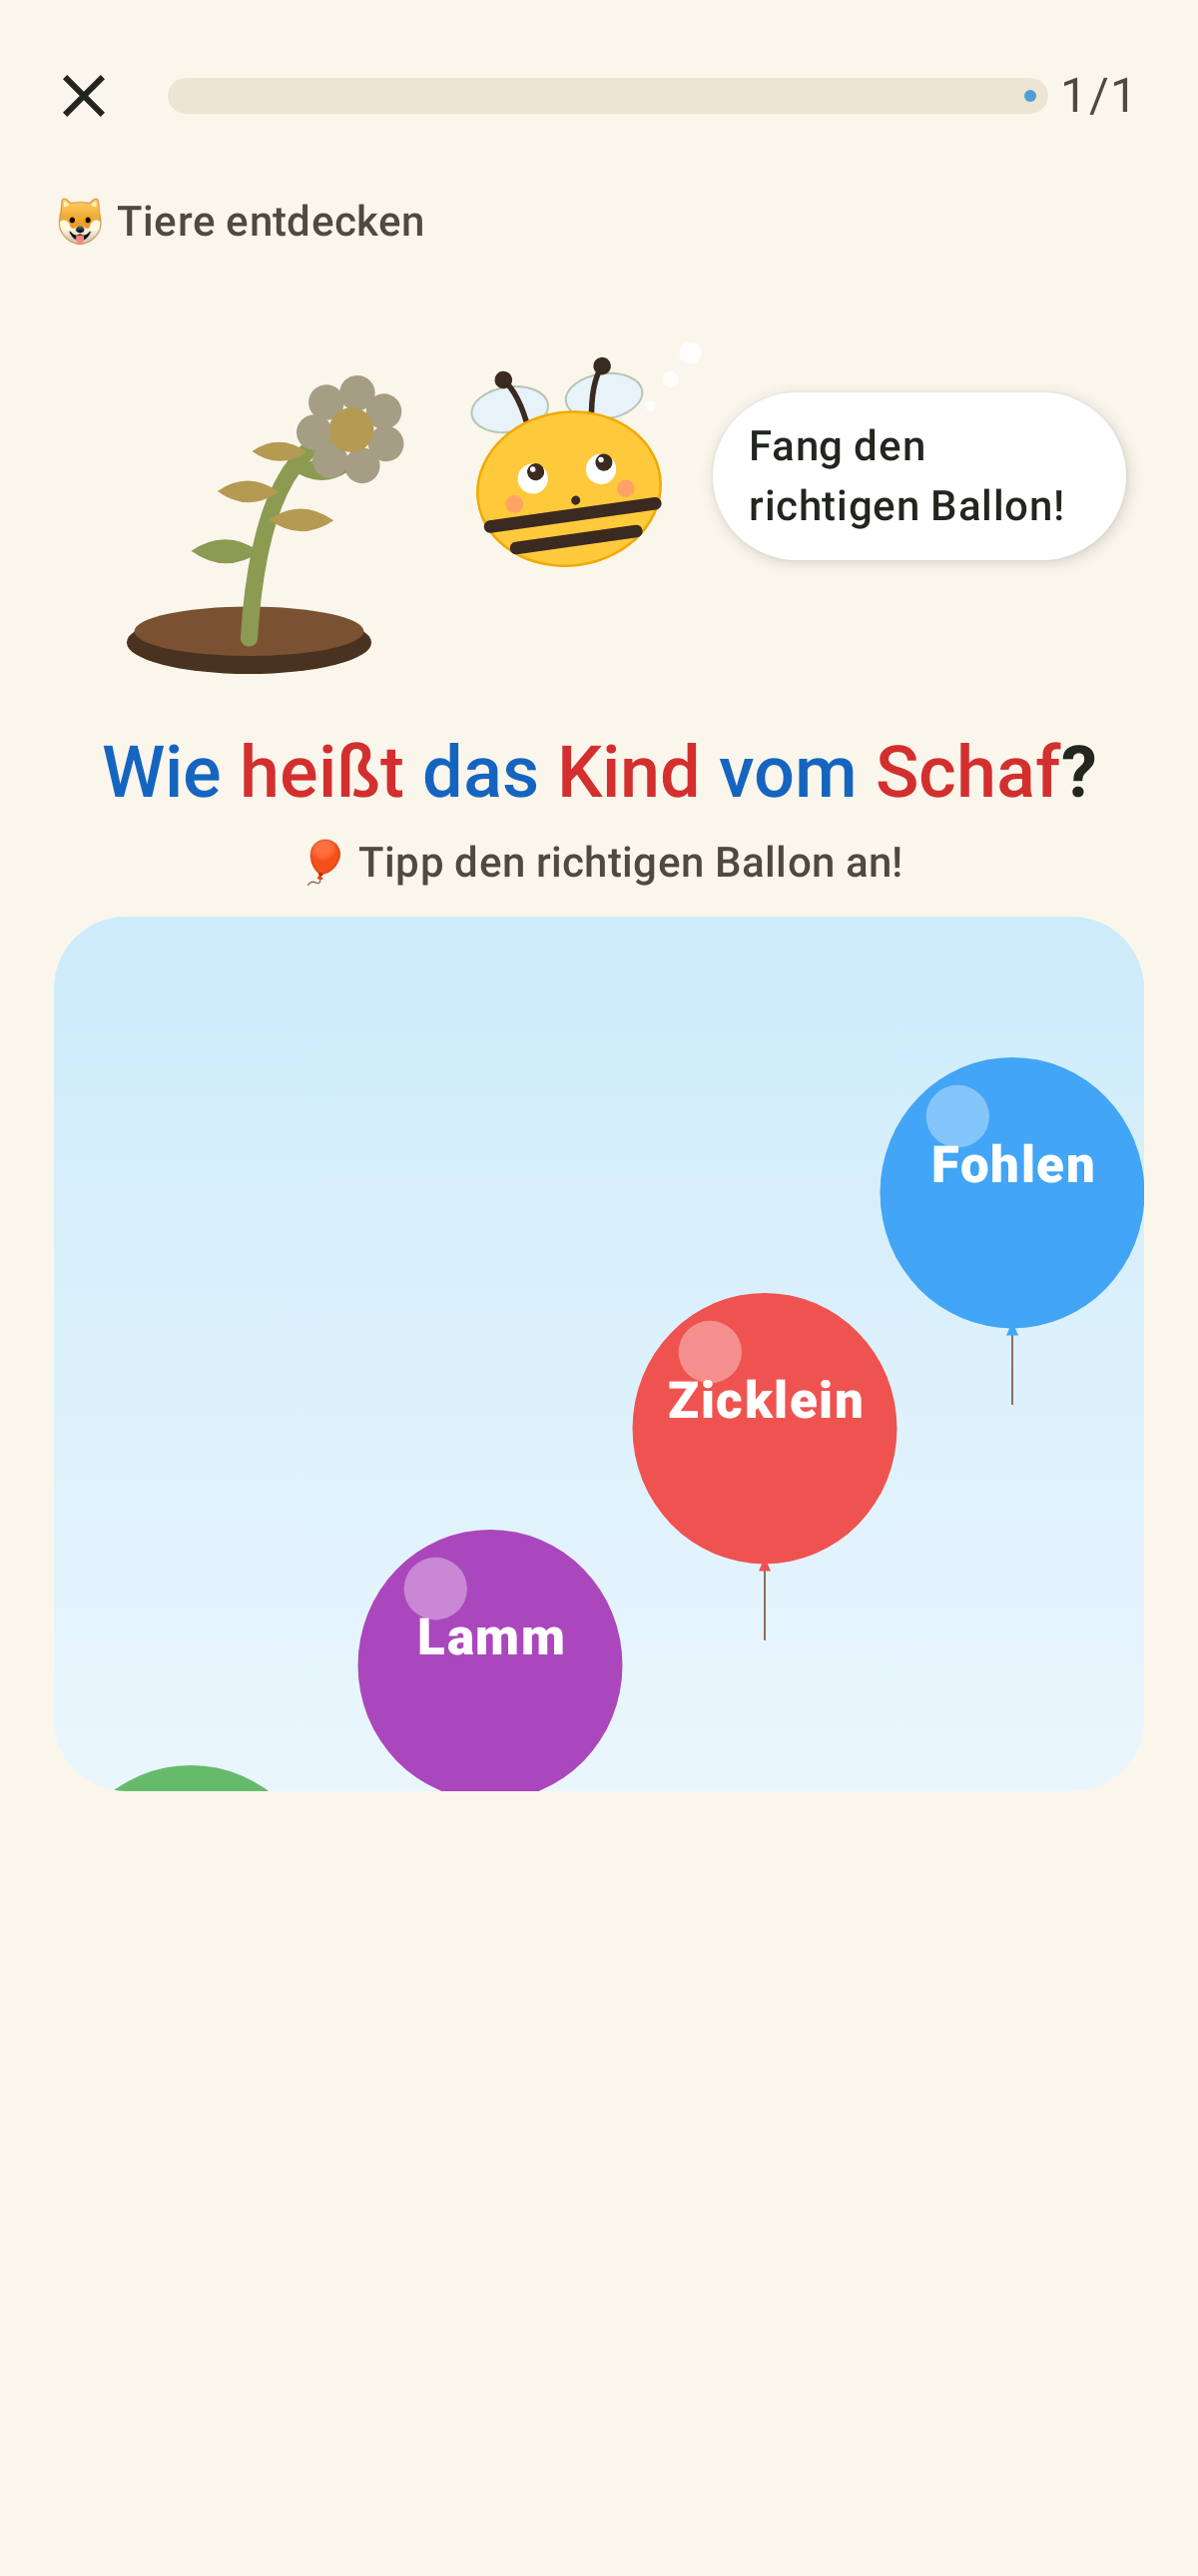 1/1
Tiere entdecken
Fang den
richtigen Ballon!
Wie heißt das Kind vom Schaf?
Tipp den richtigen Ballon an!
Fohlen
Zicklein
Lamm